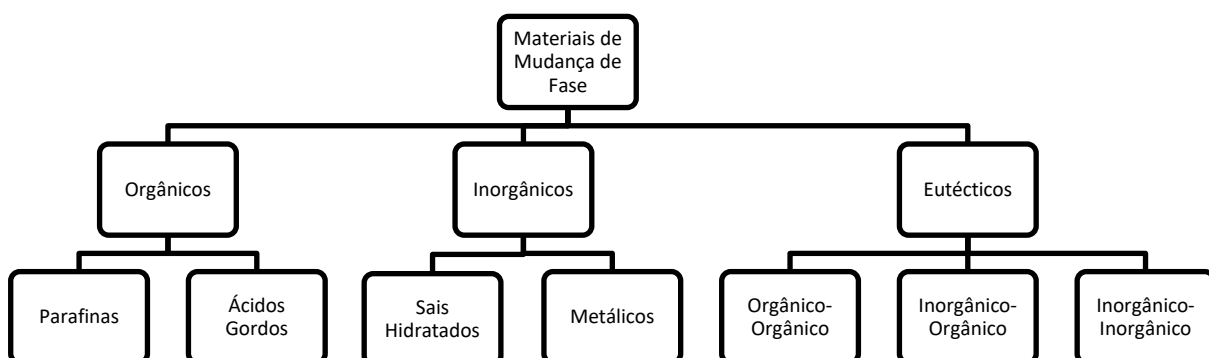 Materiais de
Mudança de
Fase
Orgânicos
Inorgânicos
Eutécticos
Parafinas
Ácidos
Gordos
Sais
Hidratados
Metálicos
Orgânico-
Orgânico
Inorgânico-
Orgânico
Inorgânico-
Inorgânico